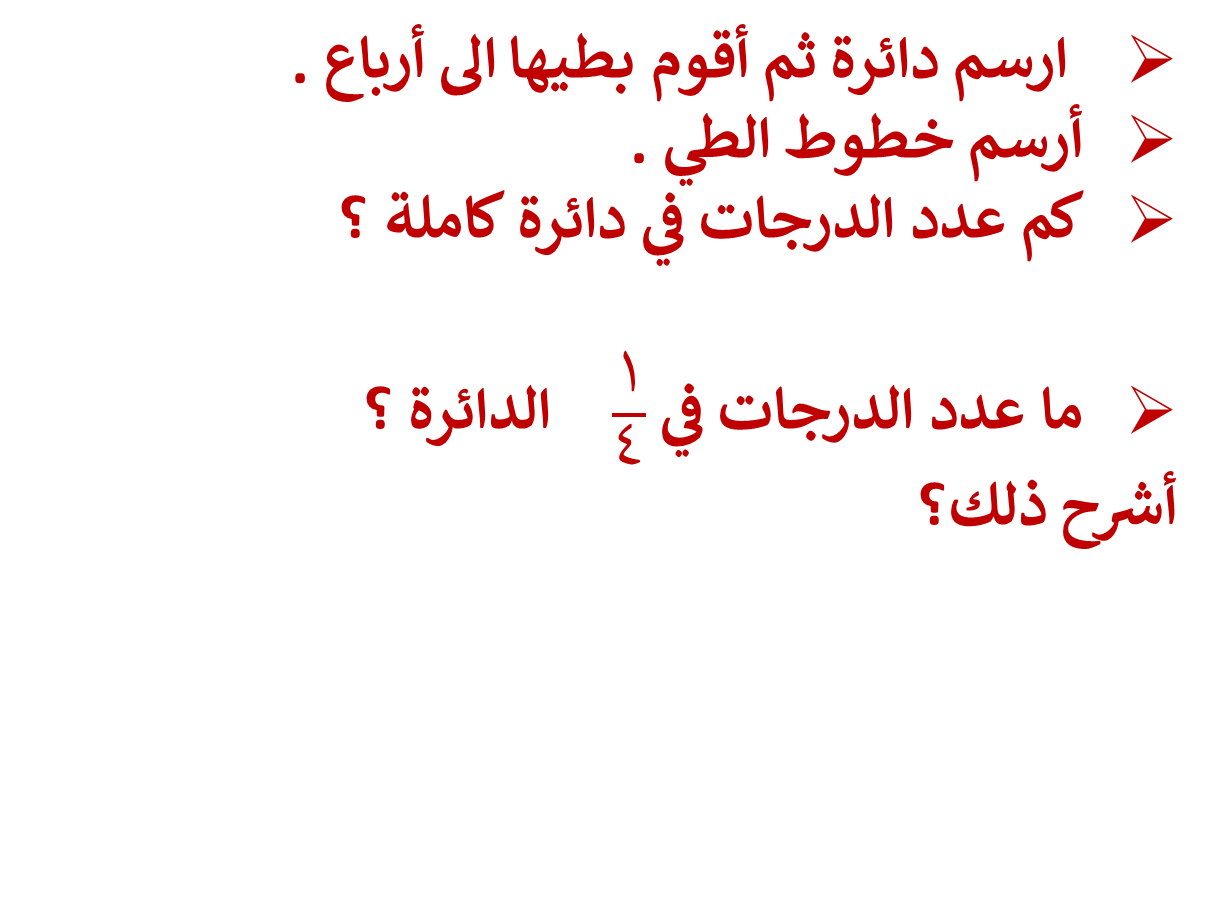 ➢ ارسم دائرة ثم أقوم بطيها الى أرباع .
➢ أرسم خطوط الطي .
➢ كم عدد الدرجات في دائرة كاملة ؟
➢ ما عدد الدرجات في ١/٤ الدائرة ؟
أشرح ذلك؟